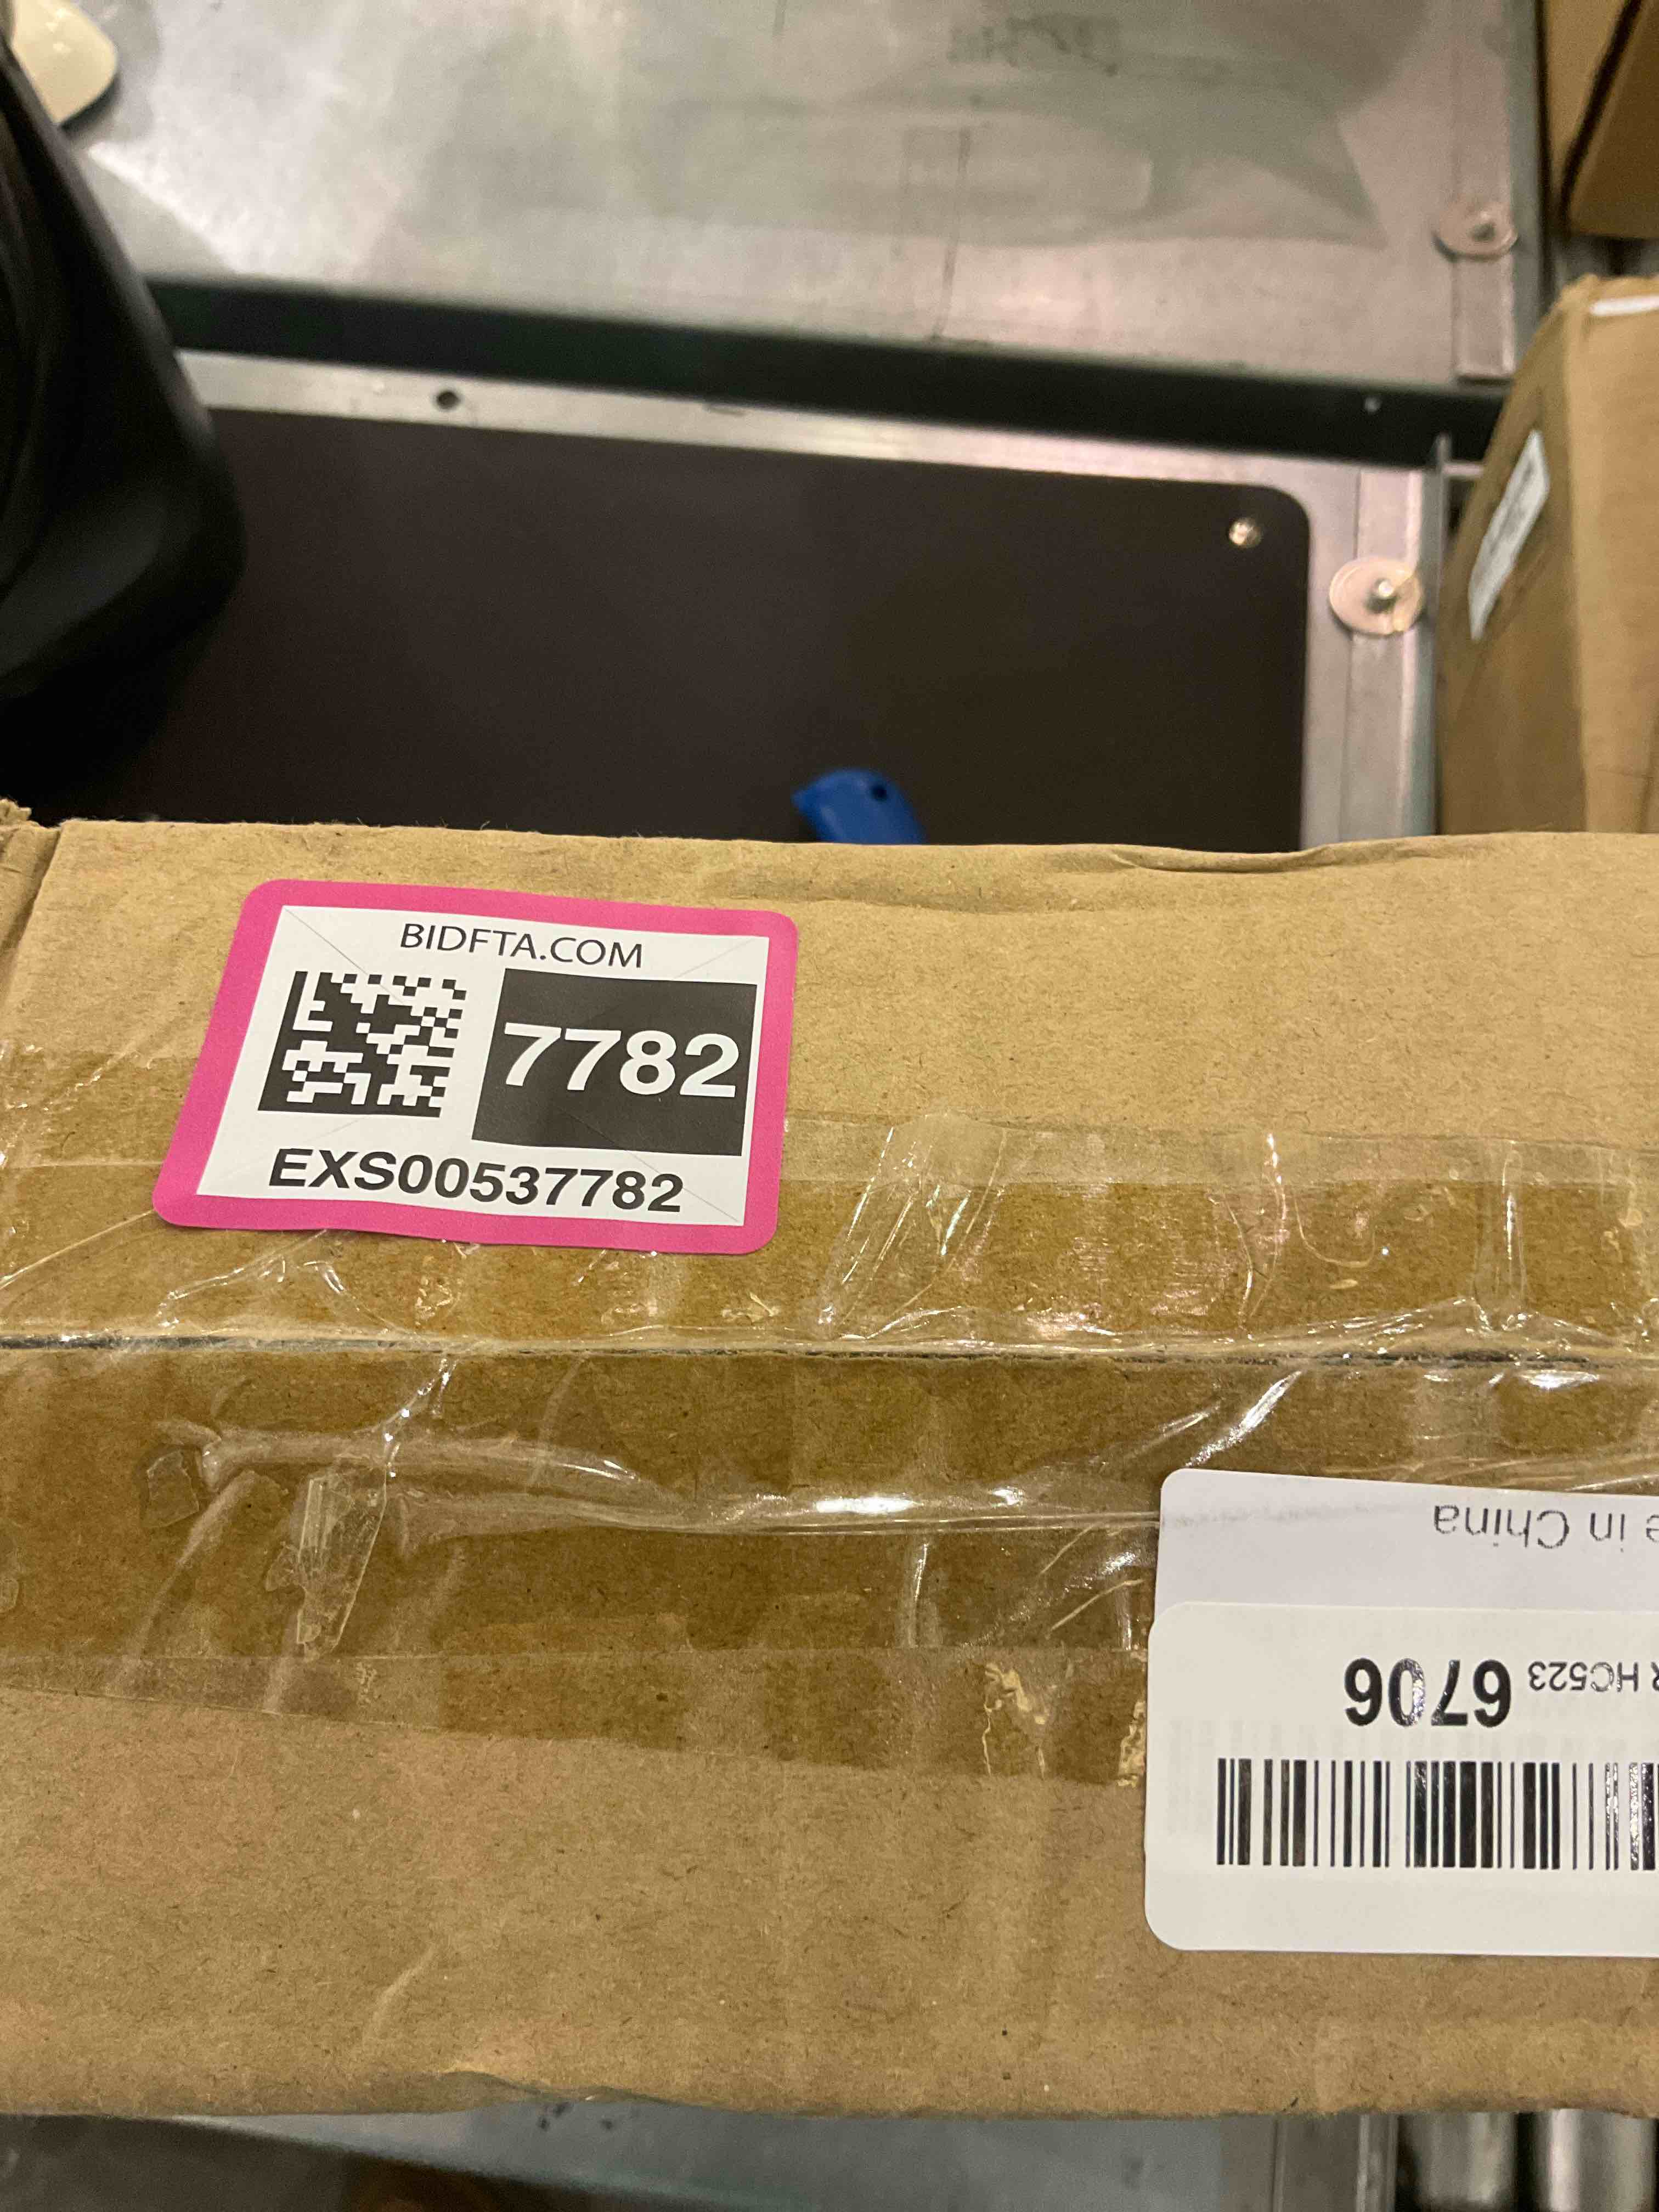 BIDFTA.COM
7782
EXS00537782
e in China
HC523 6706